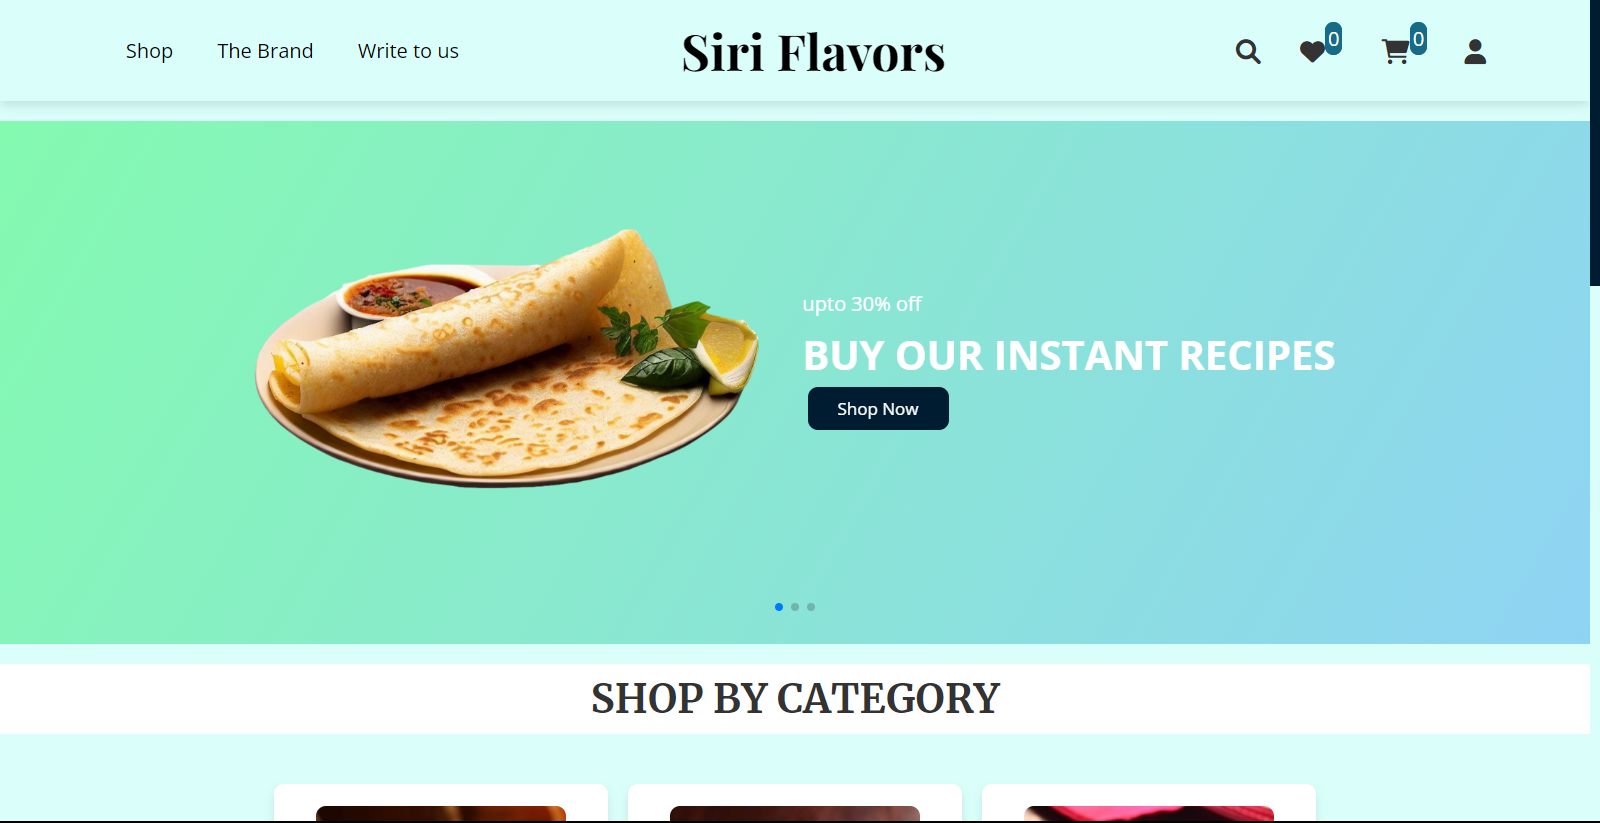 Shop
The Brand
Write to us
Siri Flavors
0
0
upto 30% off
BUY OUR INSTANT RECIPES
Shop Now
SHOP BY CATEGORY